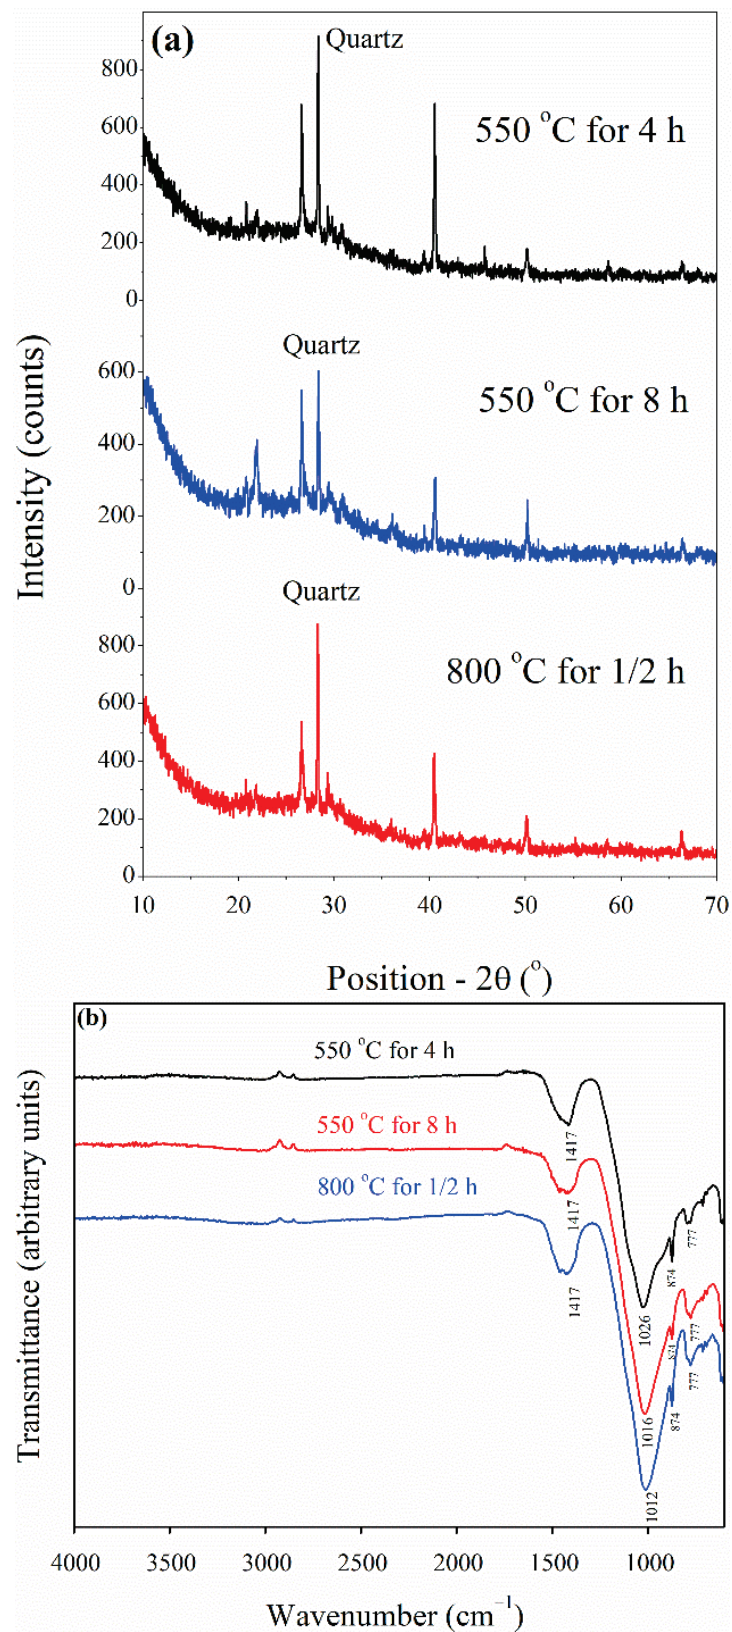 (a)
Quartz
800
550 °C for 4 h
600
400
200
0
Quartz
600
550 °C for 8 h
400
200
0
Quartz
800
800 °C for 1/2 h
600
400
200
0
Intensity (counts)
10 20 30 40 50 60 70
Position - 2θ (°)
(b)
550 °C for 4 h
1417
550 °C for 8 h
1417
800 °C for 1/2 h
1417
777
874
1026
777
874
1016
777
874
1012
Transmittance (arbitrary units)
4000 3500 3000 2500 2000 1500 1000
Wavenumber (cm⁻¹)